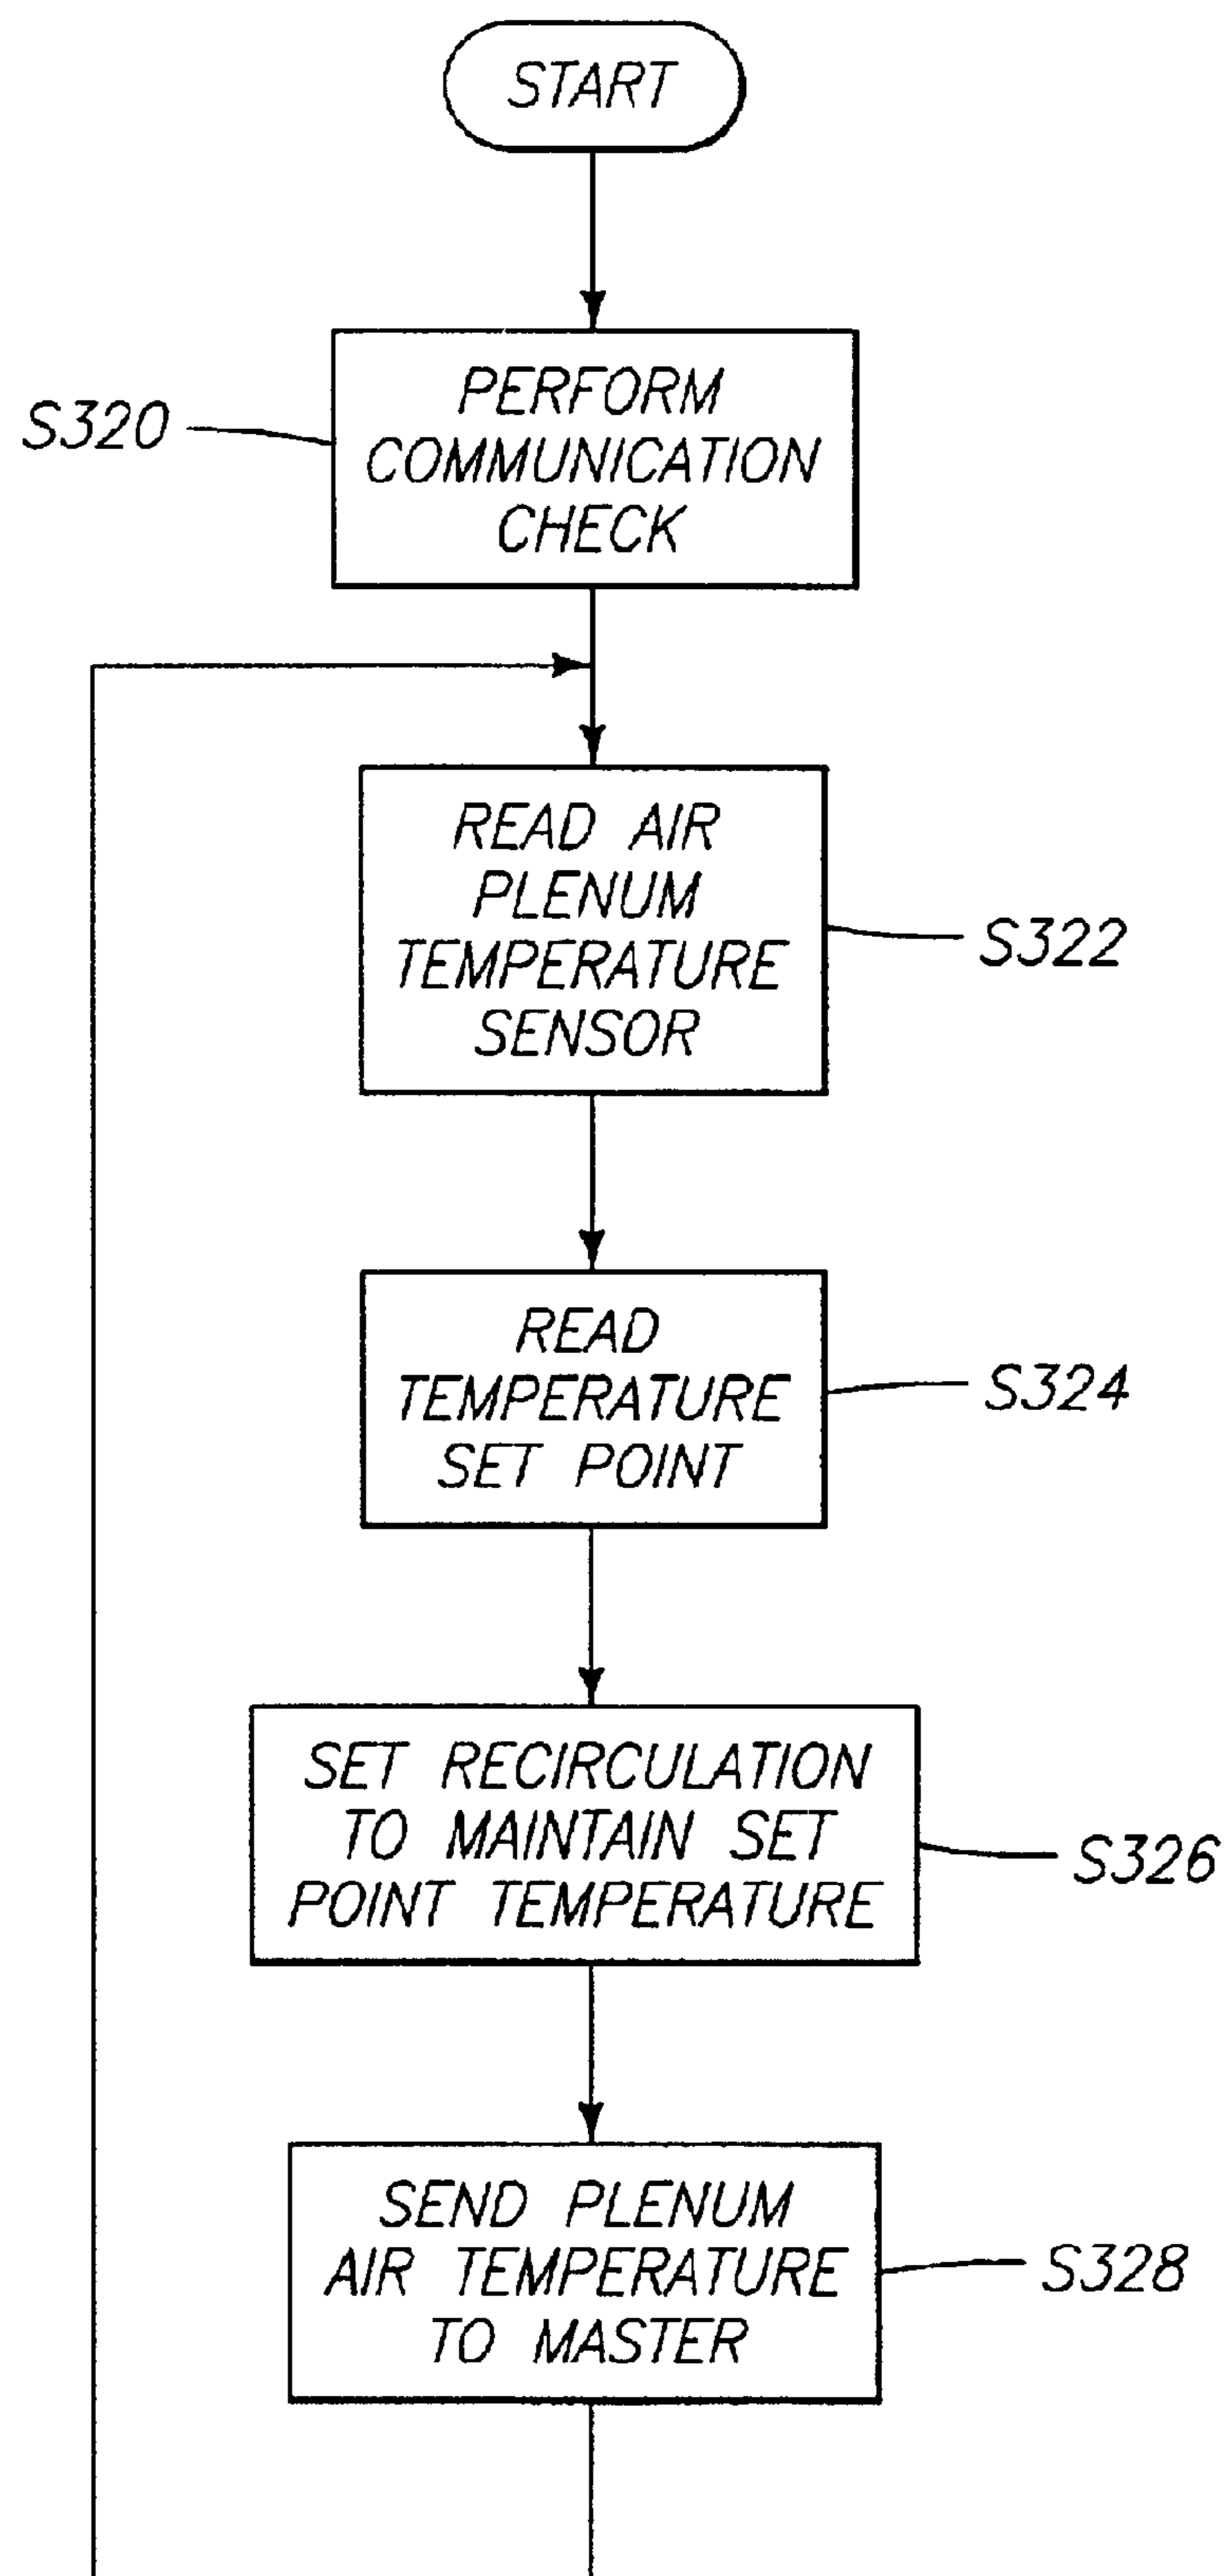 START
PERFORM
COMMUNICATION
CHECK
S320
READ AIR
PLENUM
TEMPERATURE
SENSOR
S322
READ
TEMPERATURE
SET POINT
S324
SET RECIRCULATION
TO MAINTAIN SET
POINT TEMPERATURE
S326
SEND PLENUM
AIR TEMPERATURE
TO MASTER
S328